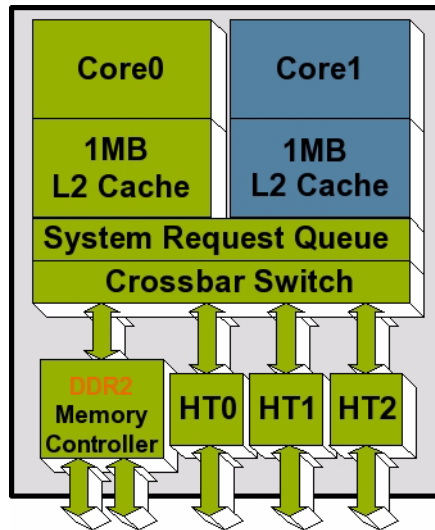 Core0
Core1
1MB
L2 Cache
1MB
L2 Cache
System Request Queue
Crossbar Switch
DDR2
Memory
Controller
HT0
HT1
HT2